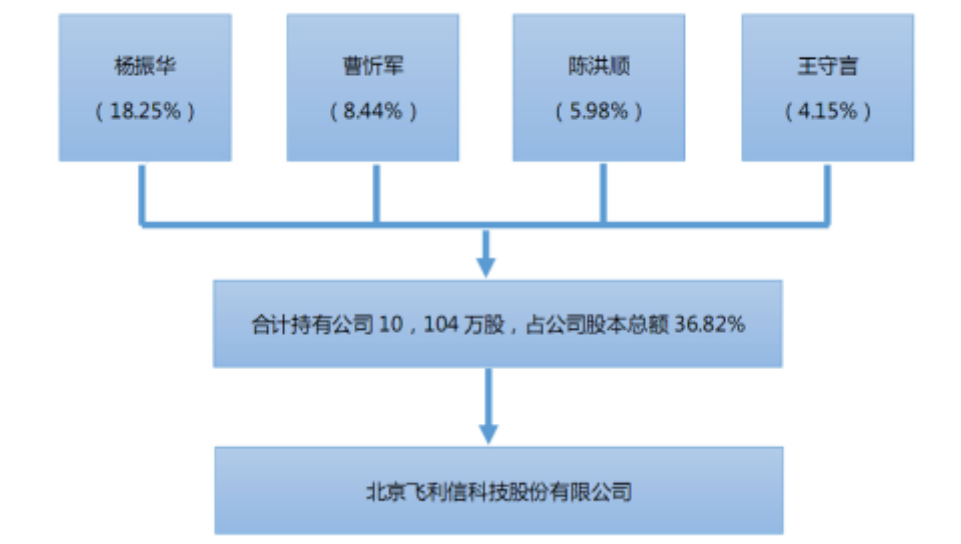 杨振华
（18.25%）
曹忻军
（8.44%）
陈洪顺
（5.98%）
王守言
（4.15%）
合计持有公司 10，104 万股，占公司股本总额 36.82%
北京飞利信科技股份有限公司